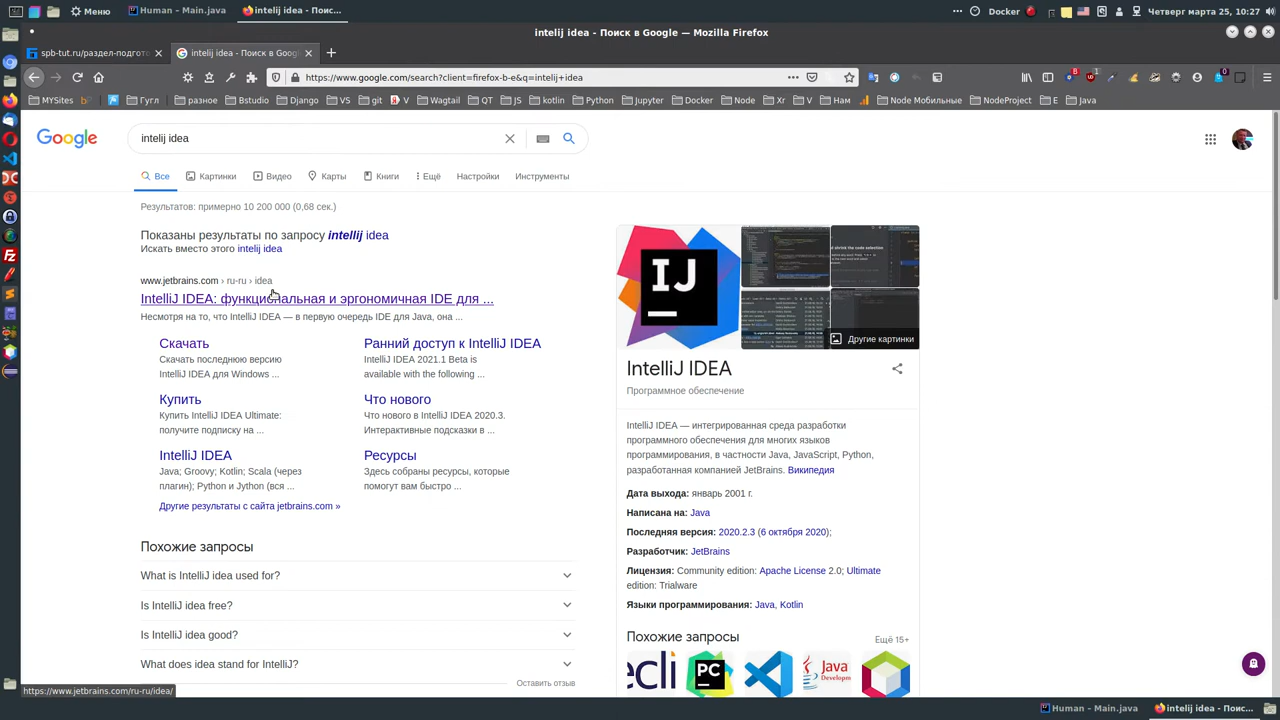 Меню
Human - Main.java
intelij idea - Поис...
Docker
Четверг марта 25, 10:27
intelij idea - Поиск в Google — Mozilla Firefox
spb-tut.ru/раздел-подгото
intelij idea - Поиск в Goog
https://www.google.com/search?client=firefox-b-e&q=intelij+idea
MYSites
Гугл
разное
Bstudio
Django
VS
git
V
Wagtail
QT
JS
kotlin
Python
Jupyter
Docker
Node
Xr
V
Нам
Node Мобильные
NodeProject
E
Java
Google
intelij idea
Все
Картинки
Видео
Карты
Книги
Ещё
Настройки
Инструменты
Результатов: примерно 10 200 000 (0,68 сек.)
Показаны результаты по запросу intellij idea
Искать вместо этого intelij idea
www.jetbrains.com › ru-ru › idea
IntelliJ IDEA: функциональная и эргономичная IDE для ...
Несмотря на то, что IntelliJ IDEA — в первую очередь IDE для Java, она ...
Скачать
Скачать последнюю версию
IntelliJ IDEA для Windows ...
Ранний доступ к IntelliJ IDEA
IntelliJ IDEA 2021.1 Beta is
available with the following ...
Купить
Купить IntelliJ IDEA Ultimate:
получите подписку на ...
Что нового
Что нового в IntelliJ IDEA 2020.3.
Интерактивные подсказки в ...
IntelliJ IDEA
Java; Groovy; Kotlin; Scala (через
плагин); Python и Jython (вся ...
Ресурсы
Здесь собраны ресурсы, которые
помогут вам быстро ...
Другие результаты с сайта jetbrains.com »
Похожие запросы
What is IntelliJ idea used for?
Is IntelliJ idea free?
Is IntelliJ idea good?
What does idea stand for IntelliJ?
Оставить отзыв
IJ
Другие картинки
IntelliJ IDEA
Программное обеспечение
IntelliJ IDEA — интегрированная среда разработки
программного обеспечения для многих языков
программирования, в частности Java, JavaScript, Python,
разработанная компанией JetBrains. Википедия
Дата выхода: январь 2001 г.
Написана на: Java
Последняя версия: 2020.2.3 (6 октября 2020);
Разработчик: JetBrains
Лицензия: Community edition: Apache License 2.0; Ultimate
edition: Trialware
Языки программирования: Java, Kotlin
Похожие запросы
Ещё 15+
PC
Java
https://www.jetbrains.com/ru-ru/idea/
Human – Main.java
intelij idea - Поис...